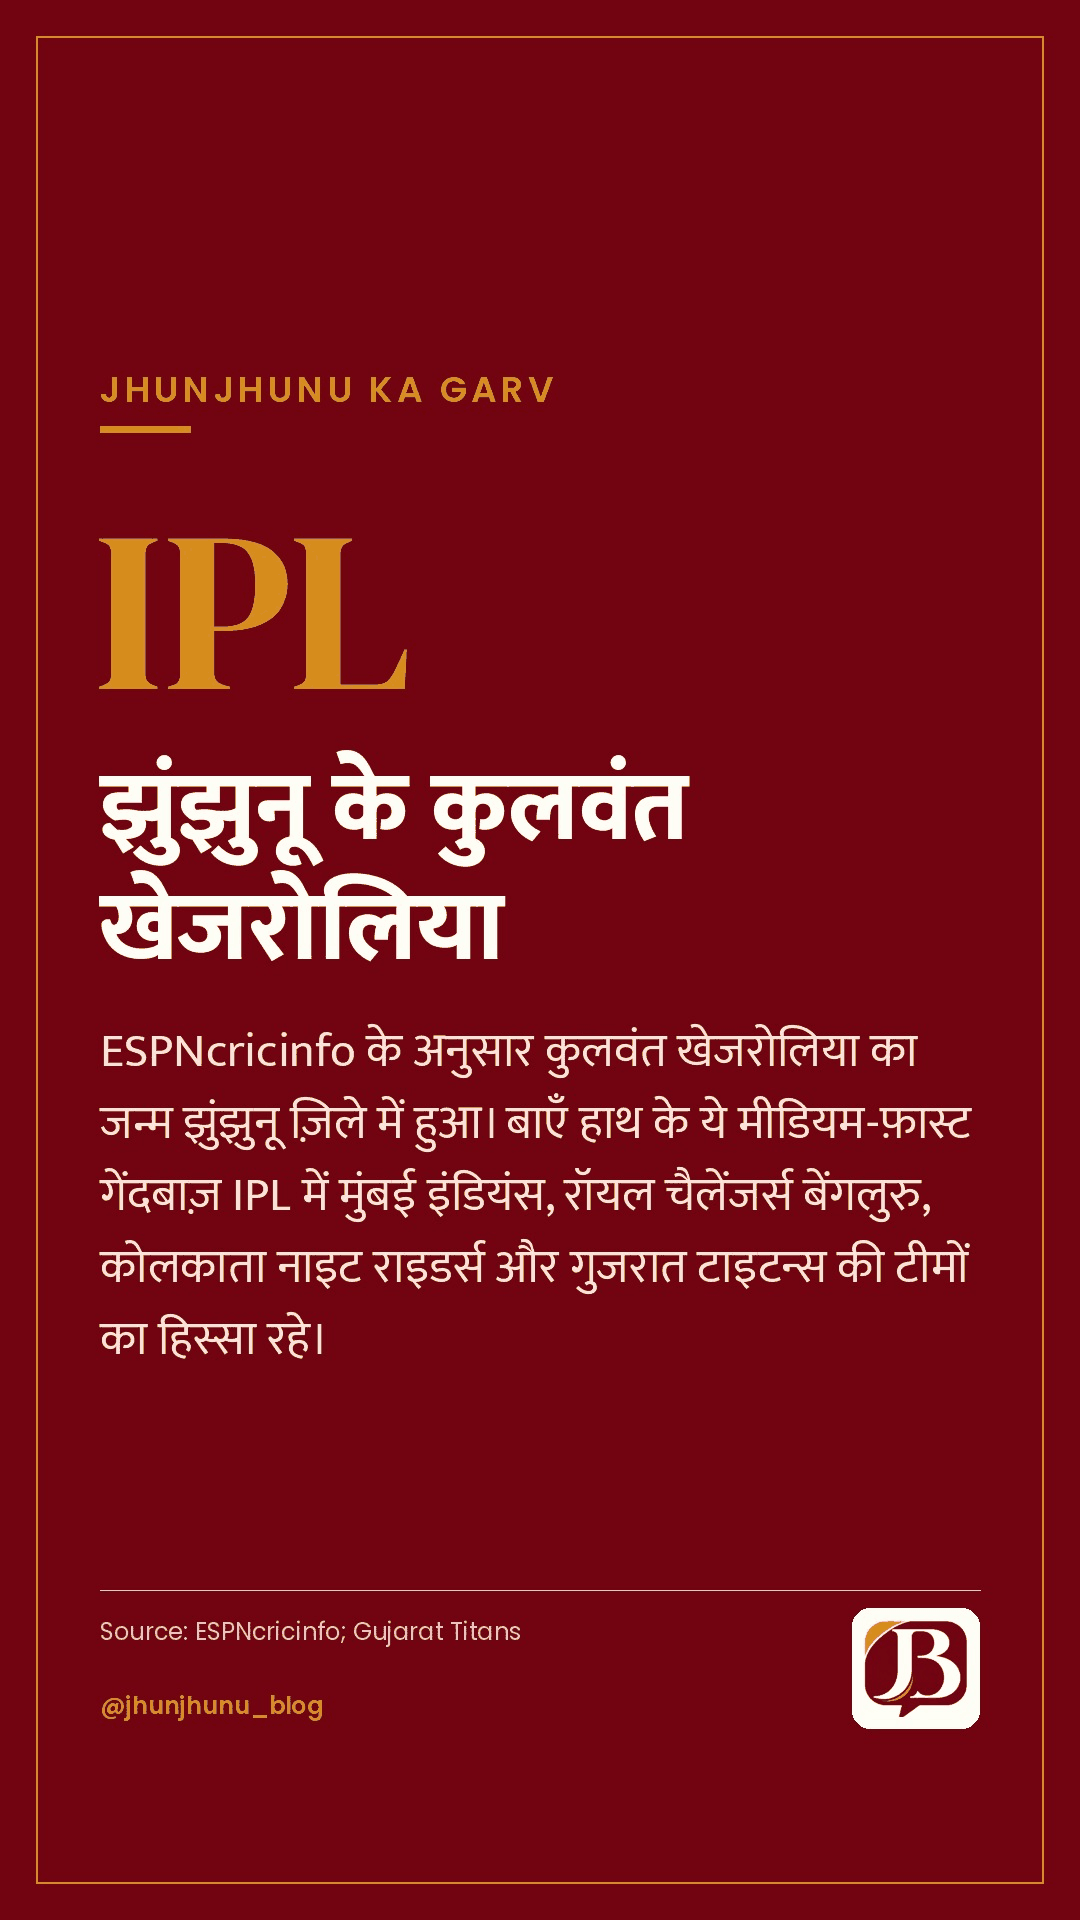 JHUNJHUNU KA GARV
IPL
झुंझुनू के कुलवंत
खेजरोलिया
ESPNcricinfo के अनुसार कुलवंत खेजरोलिया का
जन्म झुंझुनू ज़िले में हुआ। बाएँ हाथ के ये मीडियम-फ़ास्ट
गेंदबाज़ IPL में मुंबई इंडियंस, रॉयल चैलेंजर्स बेंगलुरु,
कोलकाता नाइट राइडर्स और गुजरात टाइटन्स की टीमों
का हिस्सा रहे।
Source: ESPNcricinfo; Gujarat Titans
@jhunjhunu_blog
JB